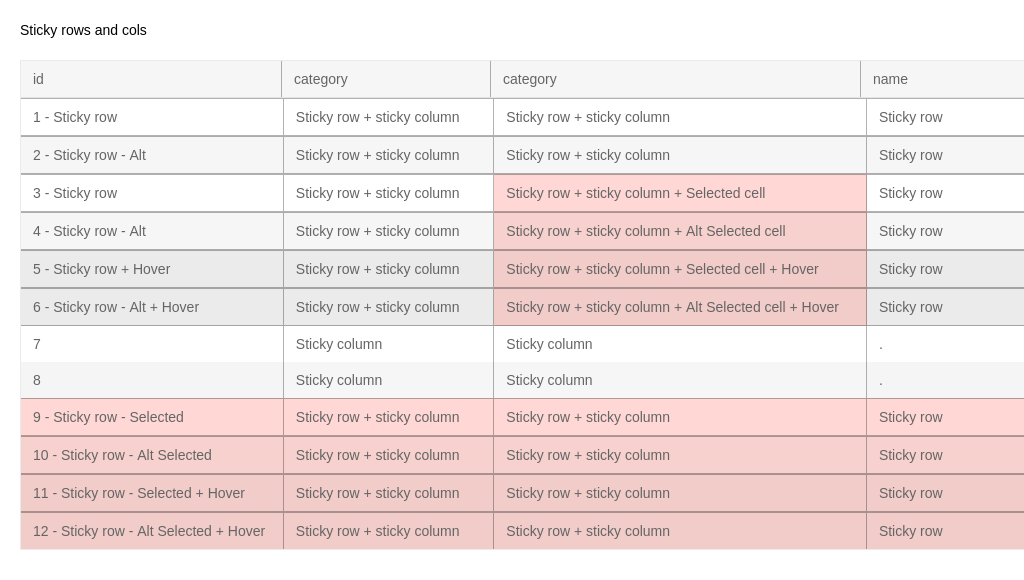 Sticky rows and cols
id category category name
1 - Sticky row Sticky row + sticky column Sticky row + sticky column Sticky row
2 - Sticky row - Alt Sticky row + sticky column Sticky row + sticky column Sticky row
3 - Sticky row Sticky row + sticky column Sticky row + sticky column + Selected cell Sticky row
4 - Sticky row - Alt Sticky row + sticky column Sticky row + sticky column + Alt Selected cell Sticky row
5 - Sticky row + Hover Sticky row + sticky column Sticky row + sticky column + Selected cell + Hover Sticky row
6 - Sticky row - Alt + Hover Sticky row + sticky column Sticky row + sticky column + Alt Selected cell + Hover Sticky row
7 Sticky column Sticky column .
8 Sticky column Sticky column .
9 - Sticky row - Selected Sticky row + sticky column Sticky row + sticky column Sticky row
10 - Sticky row - Alt Selected Sticky row + sticky column Sticky row + sticky column Sticky row
11 - Sticky row - Selected + Hover Sticky row + sticky column Sticky row + sticky column Sticky row
12 - Sticky row - Alt Selected + Hover Sticky row + sticky column Sticky row + sticky column Sticky row